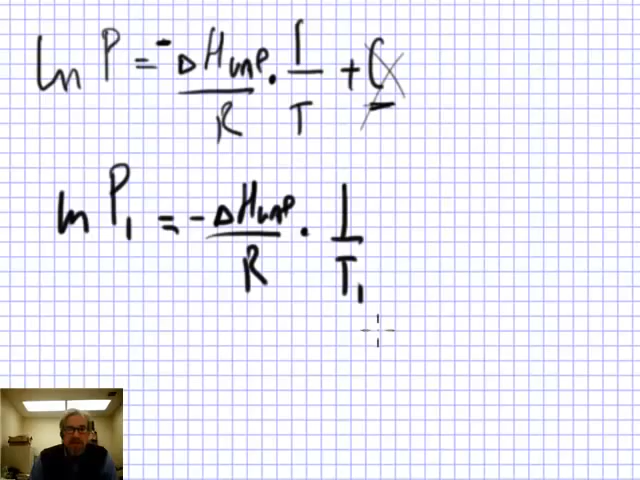 ln P = -ΔHvap/R · 1/T + C
ln P₁ = -ΔHvap/R · 1/T₁